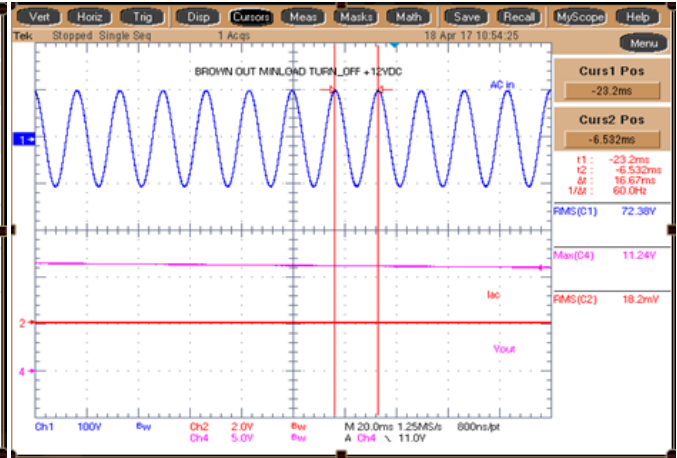 Vert Horiz Trig Disp Cursors Meas Masks Math Save Recall MyScope Help
Tek Stopped Single Seq 1 Acqs 18 Apr 17 10:54:25
Menu
BROWN OUT MINLOAD TURN_OFF +12VDC
AC in
Curs1 Pos
-23.2ms
Curs2 Pos
-6.532ms
t1 : -23.2ms
t2 : -6.532ms
Δt : 16.67ms
1/Δt : 60.0Hz
1
RMS(C1) 72.38V
Max(C4) 11.24V
Iac
RMS(C2) 18.2mV
2
Vout
4
Ch1 100V Bw Ch2 2.0V Bw M 20.0ms 1.25MS/s 800ns/pt
Ch4 5.0V Bw A Ch4 \ 11.0V